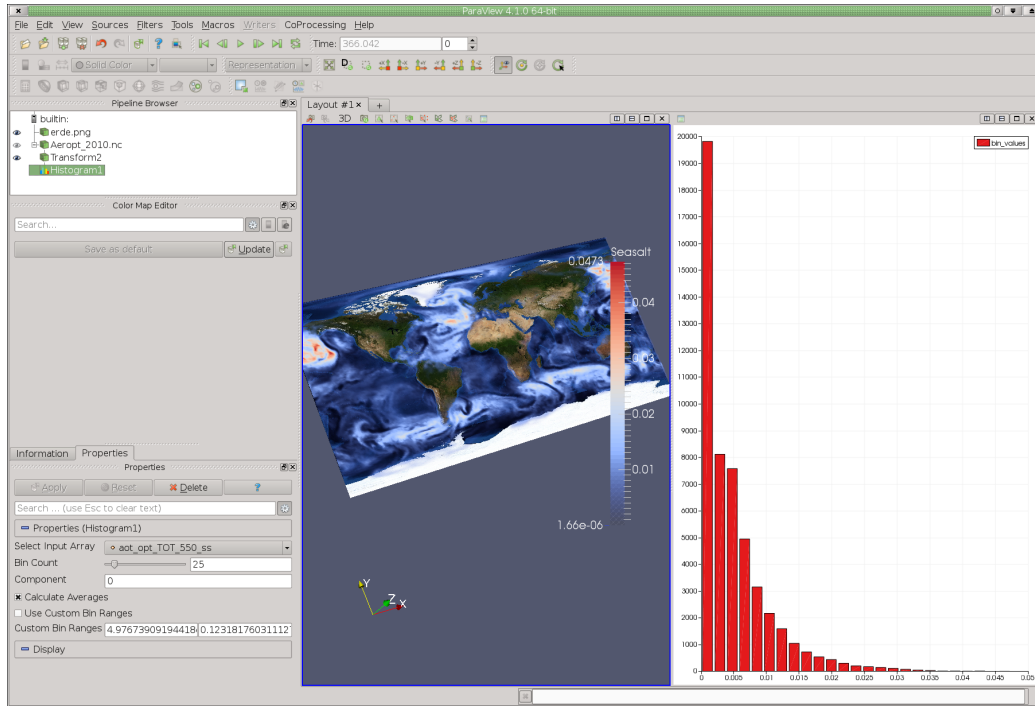 ParaView 4.1.0 64-bit
File Edit View Sources Filters Tools Macros Writers CoProcessing Help
Time: 366.042 0
Solid Color Representation
Pipeline Browser
builtin:
erde.png
Aeropt_2010.nc
Transform2
Histogram1
Color Map Editor
Search...
Save as default Update
Information Properties
Properties
Apply Reset Delete ?
Search ... (use Esc to clear text)
Properties (Histogram1)
Select Input Array aot_opt_TOT_550_ss
Bin Count 25
Component 0
Calculate Averages
Use Custom Bin Ranges
Custom Bin Ranges 4.97673909194418 0.123181760311127
Display
Layout #1 +
3D
Seasalt
0.0473
0.04
0.03
0.02
0.01
1.66e-06
Y
Z
X
bin_values
20000
19000
18000
17000
16000
15000
14000
13000
12000
11000
10000
9000
8000
7000
6000
5000
4000
3000
2000
1000
0
0 0.005 0.01 0.015 0.02 0.025 0.03 0.035 0.04 0.045 0.05